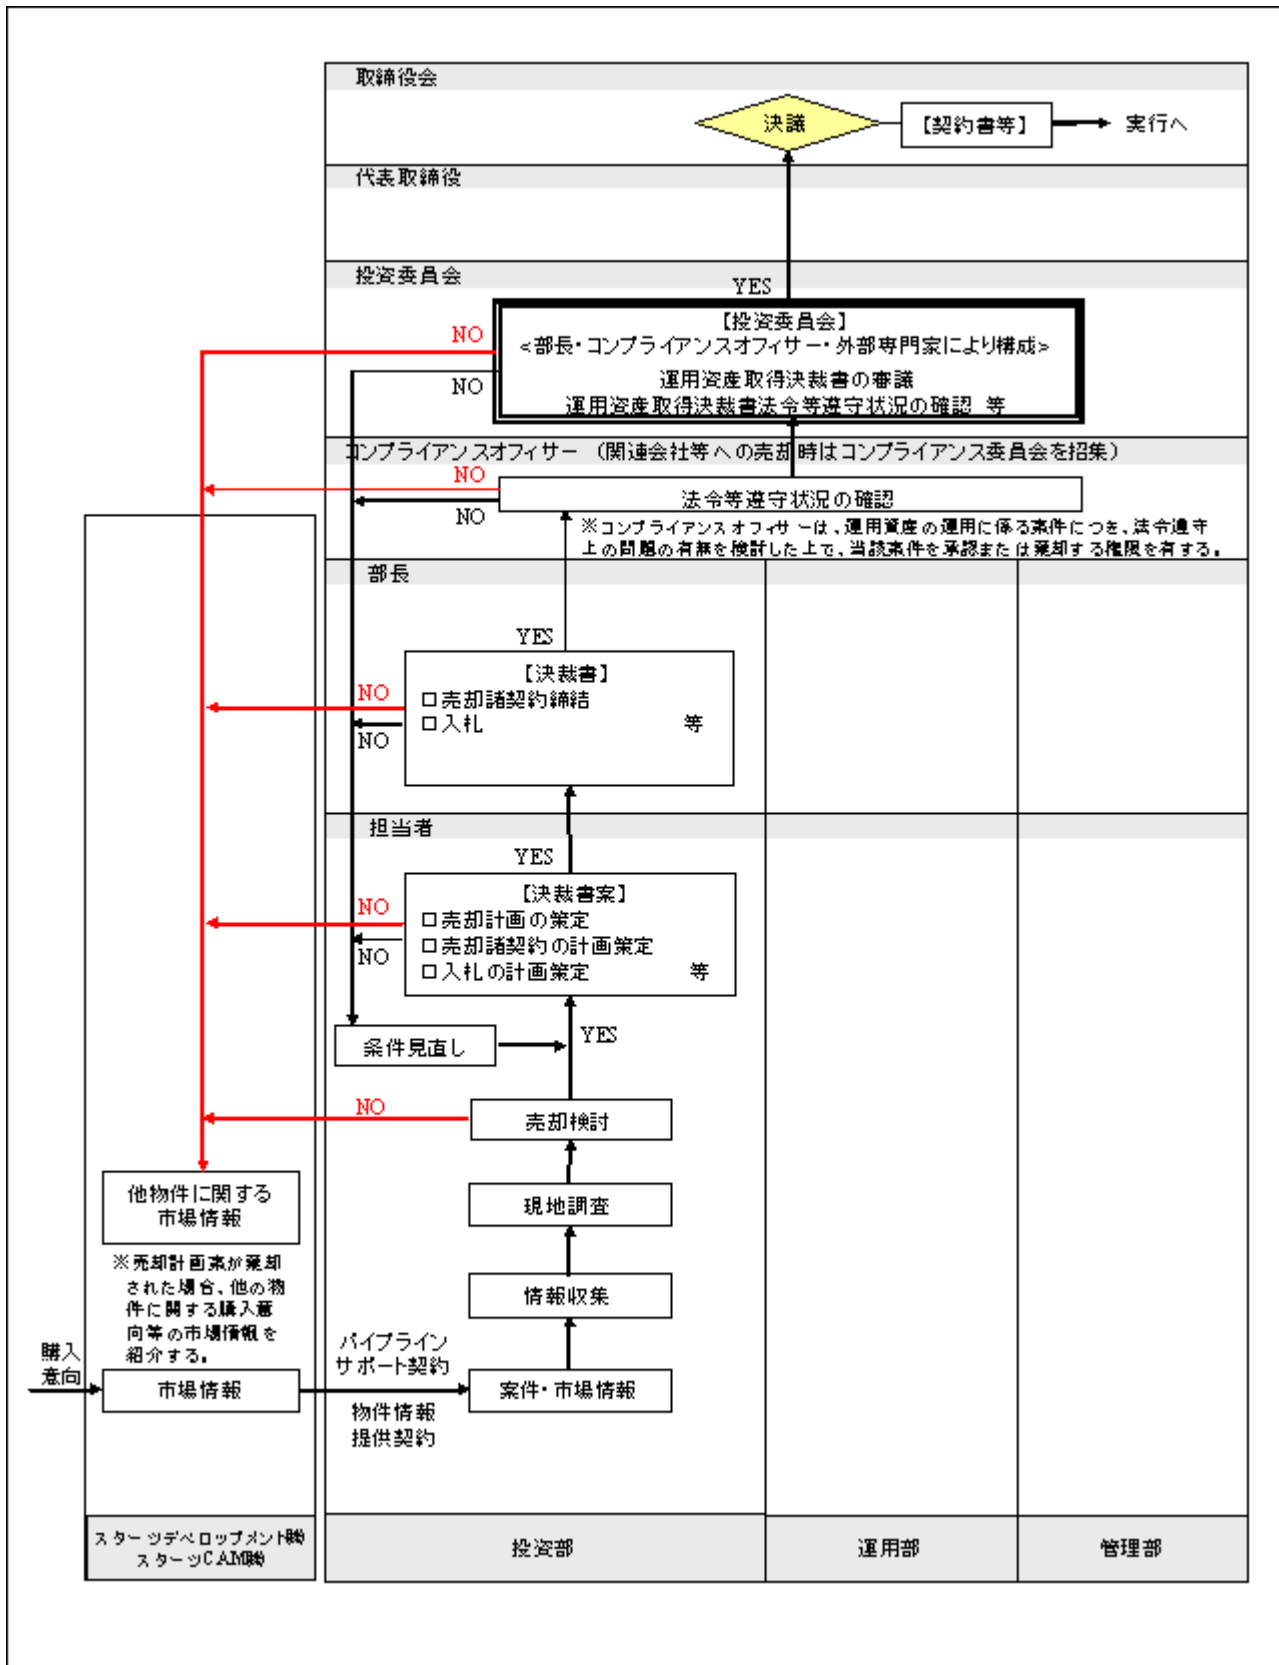 取締役会
決議
【契約書等】
実行へ
代表取締役
投資委員会
YES
【投資委員会】
<部長・コンプライアンスオフィサー・外部専門家により構成>
運用資産取得決裁書の審議
運用資産取得決裁書法令等遵守状況の確認 等
NO
NO
コンプライアンスオフィサー （関連会社等への売却時はコンプライアンス委員会を招集）
NO
法令等遵守状況の確認
NO
※コンプライアンスオフィサーは、運用資産の運用に係る案件につき、法令遵守
上の問題の有無を検討した上で、当該案件を承認または棄却する権限を有する。
部長
YES
【決裁書】
□売却諸契約締結
□入札 等
NO
NO
担当者
YES
【決裁書案】
□売却計画の策定
□売却諸契約の計画策定
□入札の計画策定 等
NO
NO
条件見直し
YES
売却検討
NO
現地調査
他物件に関する
市場情報
※売却計画案が棄却
された場合、他の物
件に関する購入意
向等の市場情報を
紹介する。
情報収集
購入
意向
市場情報
パイプライン
サポート契約
物件情報
提供契約
案件・市場情報
スターツデベロップメント㈱
スターツCAM㈱
投資部
運用部
管理部